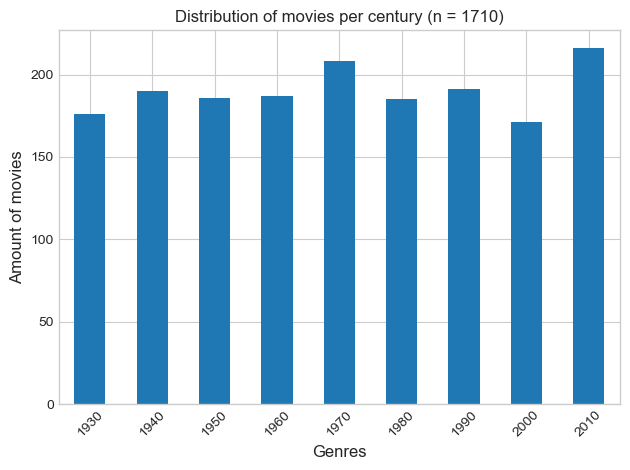 Distribution of movies per century (n = 1710)
Amount of movies
200
150
100
50
0
1930 1940 1950 1960 1970 1980 1990 2000 2010
Genres